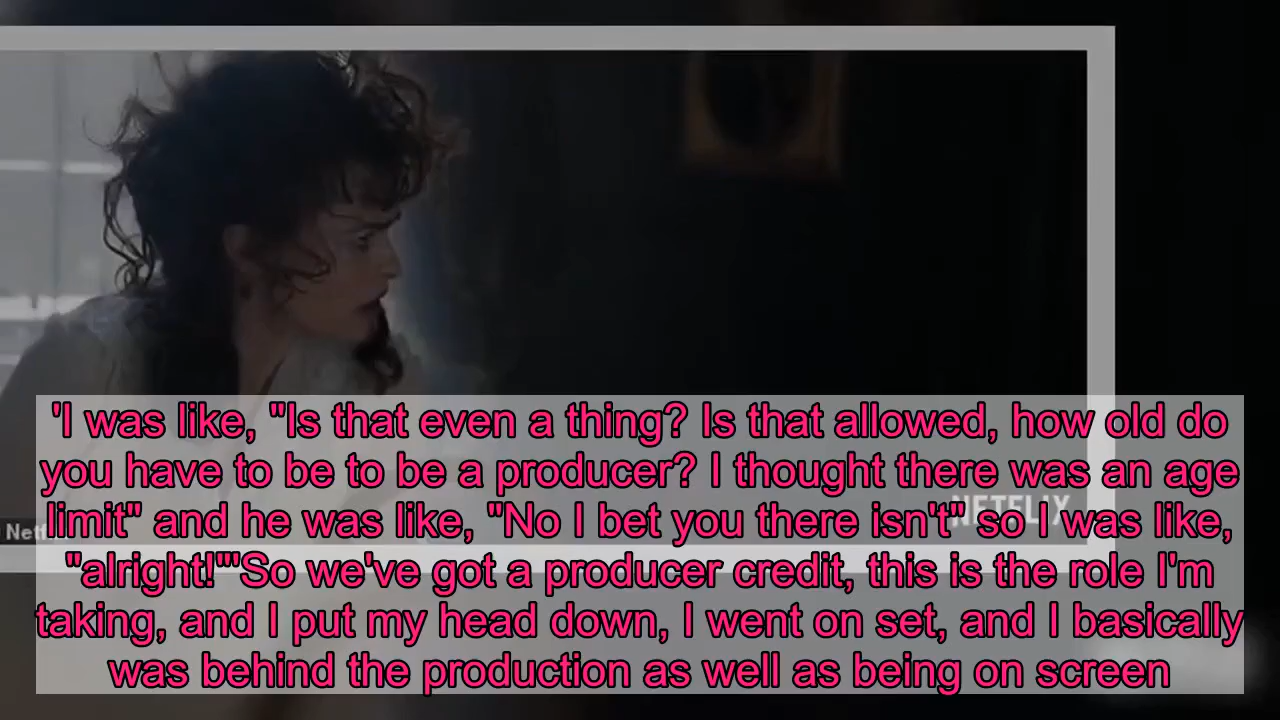 'I was like, "Is that even a thing? Is that allowed, how old do
you have to be to be a producer? I thought there was an age
limit" and he was like, "No I bet you there isn't" so I was like,
"alright!"'So we've got a producer credit, this is the role I'm
taking, and I put my head down, I went on set, and I basically
was behind the production as well as being on screen
NETFLIX